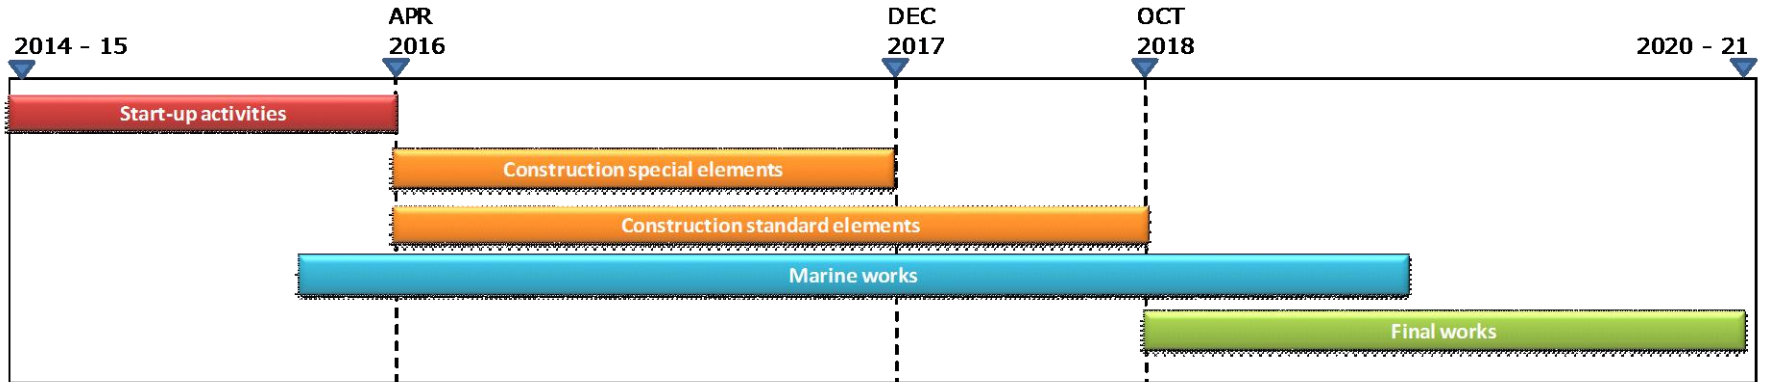 APR
DEC
OCT
2014 - 15
2016
2017
2018
2020 - 21
Start-up activities
Construction special elements
Construction standard elements
Marine works
Final works